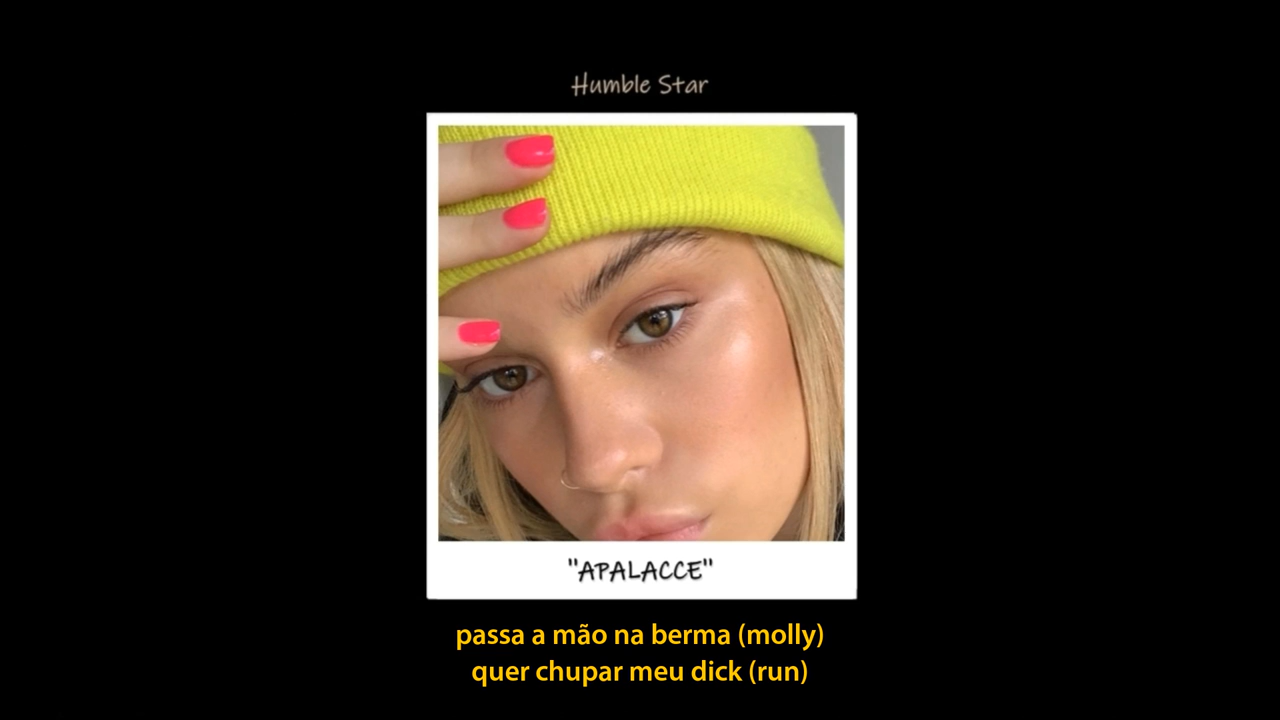 Humble Star
"APALACCE"
passa a mão na berma (molly)
quer chupar meu dick (run)